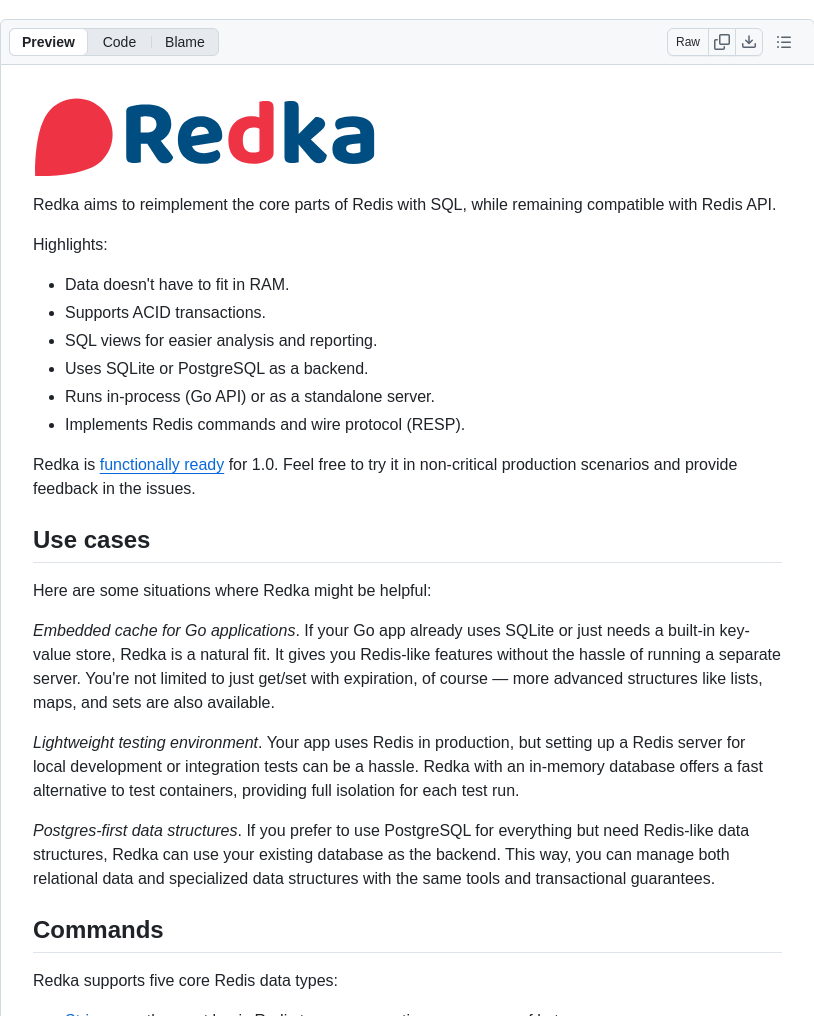 Preview Code Blame Raw
Redka
Redka aims to reimplement the core parts of Redis with SQL, while remaining compatible with Redis API.
Highlights:
Data doesn't have to fit in RAM.
Supports ACID transactions.
SQL views for easier analysis and reporting.
Uses SQLite or PostgreSQL as a backend.
Runs in-process (Go API) or as a standalone server.
Implements Redis commands and wire protocol (RESP).
Redka is functionally ready for 1.0. Feel free to try it in non-critical production scenarios and provide
feedback in the issues.
Use cases
Here are some situations where Redka might be helpful:
Embedded cache for Go applications. If your Go app already uses SQLite or just needs a built-in key-
value store, Redka is a natural fit. It gives you Redis-like features without the hassle of running a separate
server. You're not limited to just get/set with expiration, of course — more advanced structures like lists,
maps, and sets are also available.
Lightweight testing environment. Your app uses Redis in production, but setting up a Redis server for
local development or integration tests can be a hassle. Redka with an in-memory database offers a fast
alternative to test containers, providing full isolation for each test run.
Postgres-first data structures. If you prefer to use PostgreSQL for everything but need Redis-like data
structures, Redka can use your existing database as the backend. This way, you can manage both
relational data and specialized data structures with the same tools and transactional guarantees.
Commands
Redka supports five core Redis data types: